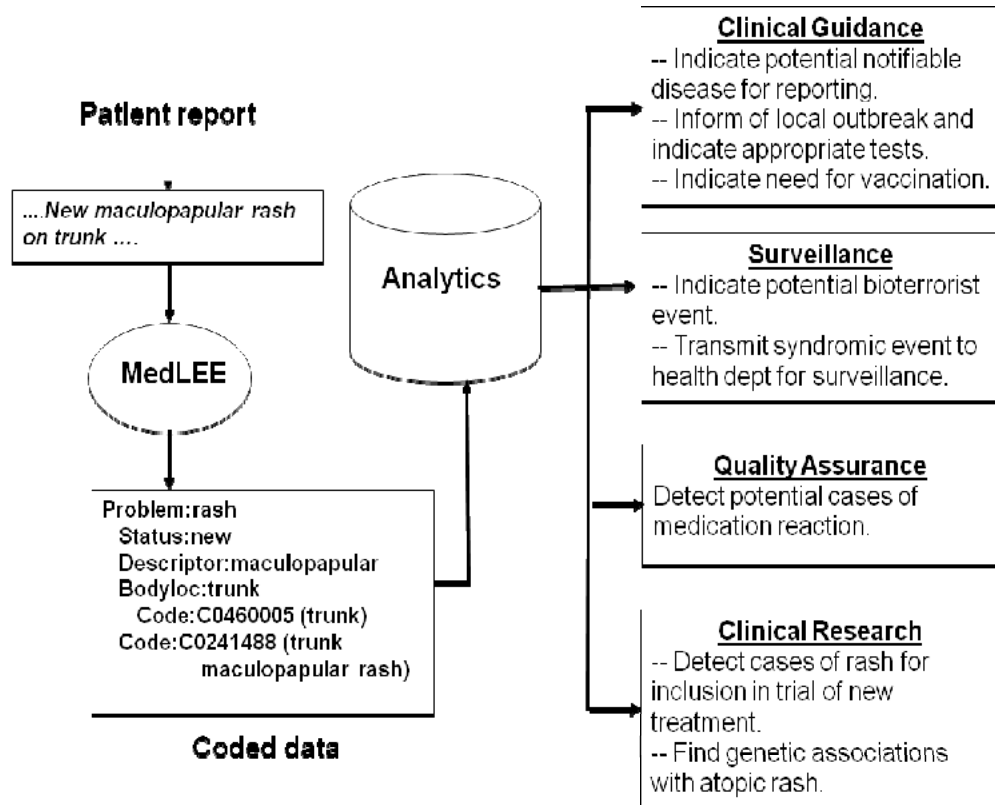 Patient report
....New maculopapular rash
on trunk ....
MedLEE
Problem:rash
Status:new
Descriptor:maculopapular
Bodyloc:trunk
Code:C0460005 (trunk)
Code:C0241488 (trunk
maculopapular rash)
Coded data
Analytics
Clinical Guidance
-- Indicate potential notifiable
disease for reporting.
-- Inform of local outbreak and
indicate appropriate tests.
-- Indicate need for vaccination.
Surveillance
-- Indicate potential bioterrorist
event.
-- Transmit syndromic event to
health dept for surveillance.
Quality Assurance
Detect potential cases of
medication reaction.
Clinical Research
-- Detect cases of rash for
inclusion in trial of new
treatment.
-- Find genetic associations
with atopic rash.